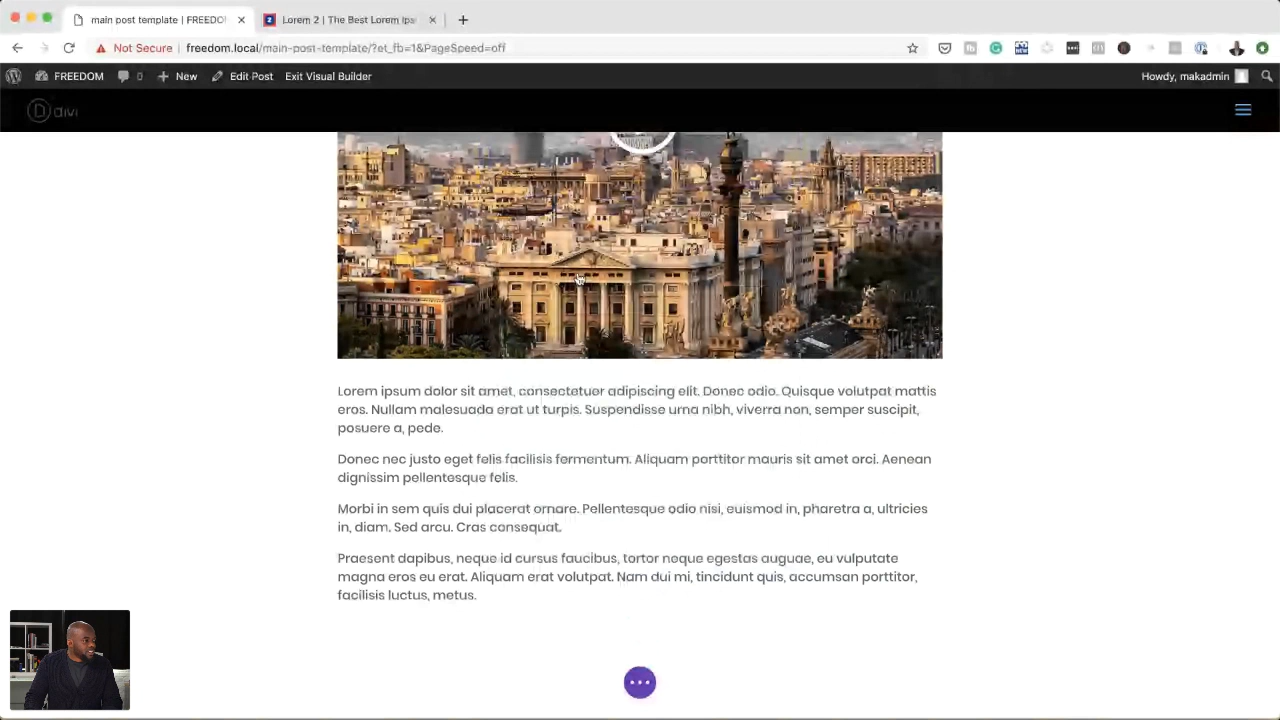 main post template | FREEDO
Lorem 2 | The Best Lorem Ips
Not Secure
freedom.local/main-post-template/?et_fb=1&PageSpeed=off
FREEDOM
0
New
Edit Post
Exit Visual Builder
Howdy, makadmin
divi
Lorem ipsum dolor sit amet, consectetuer adipiscing elit. Donec odio. Quisque volutpat mattis
eros. Nullam malesuada erat ut turpis. Suspendisse urna nibh, viverra non, semper suscipit,
posuere a, pede.
Donec nec justo eget felis facilisis fermentum. Aliquam porttitor mauris sit amet orci. Aenean
dignissim pellentesque felis.
Morbi in sem quis dui placerat ornare. Pellentesque odio nisi, euismod in, pharetra a, ultricies
in, diam. Sed arcu. Cras consequat.
Praesent dapibus, neque id cursus faucibus, tortor neque egestas auguae, eu vulputate
magna eros eu erat. Aliquam erat volutpat. Nam dui mi, tincidunt quis, accumsan porttitor,
facilisis luctus, metus.